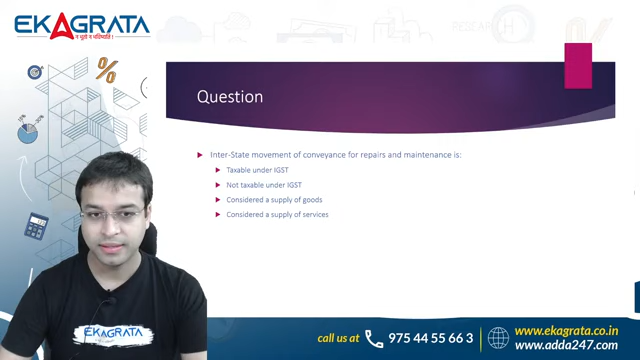 EKAGRATA
RESEARCH
%
Question
Inter-State movement of conveyance for repairs and maintenance is:
Taxable under IGST
Not taxable under IGST
Considered a supply of goods
Considered a supply of services
EKAGRATA
call us at 975 44 55 66 3
www.ekagrata.co.in
www.adda247.com